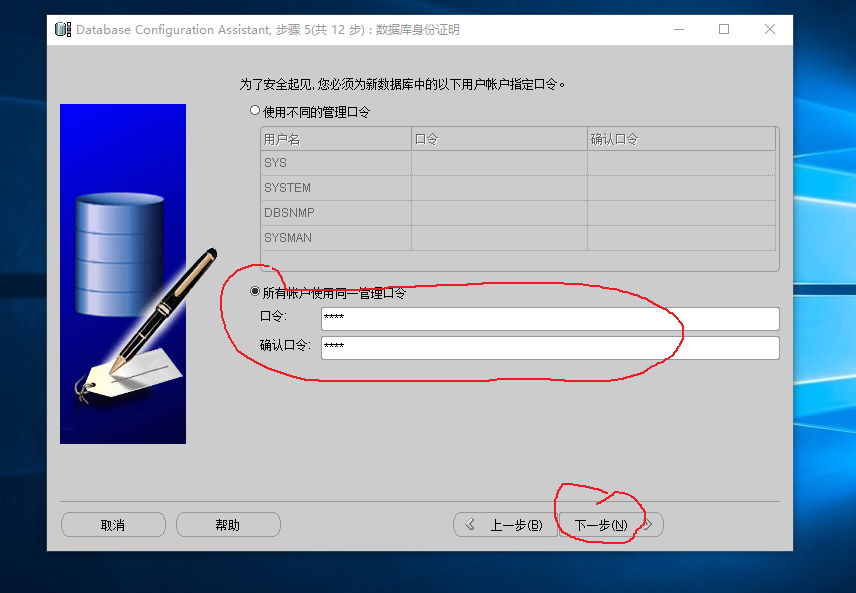 Database Configuration Assistant, 步骤 5(共 12 步) : 数据库身份证明
为了安全起见, 您必须为新数据库中的以下用户帐户指定口令。
使用不同的管理口令
用户名 口令 确认口令
SYS
SYSTEM
DBSNMP
SYSMAN
所有帐户使用同一管理口令
口令: ****
确认口令: ****
取消 帮助 上一步(B) 下一步(N)